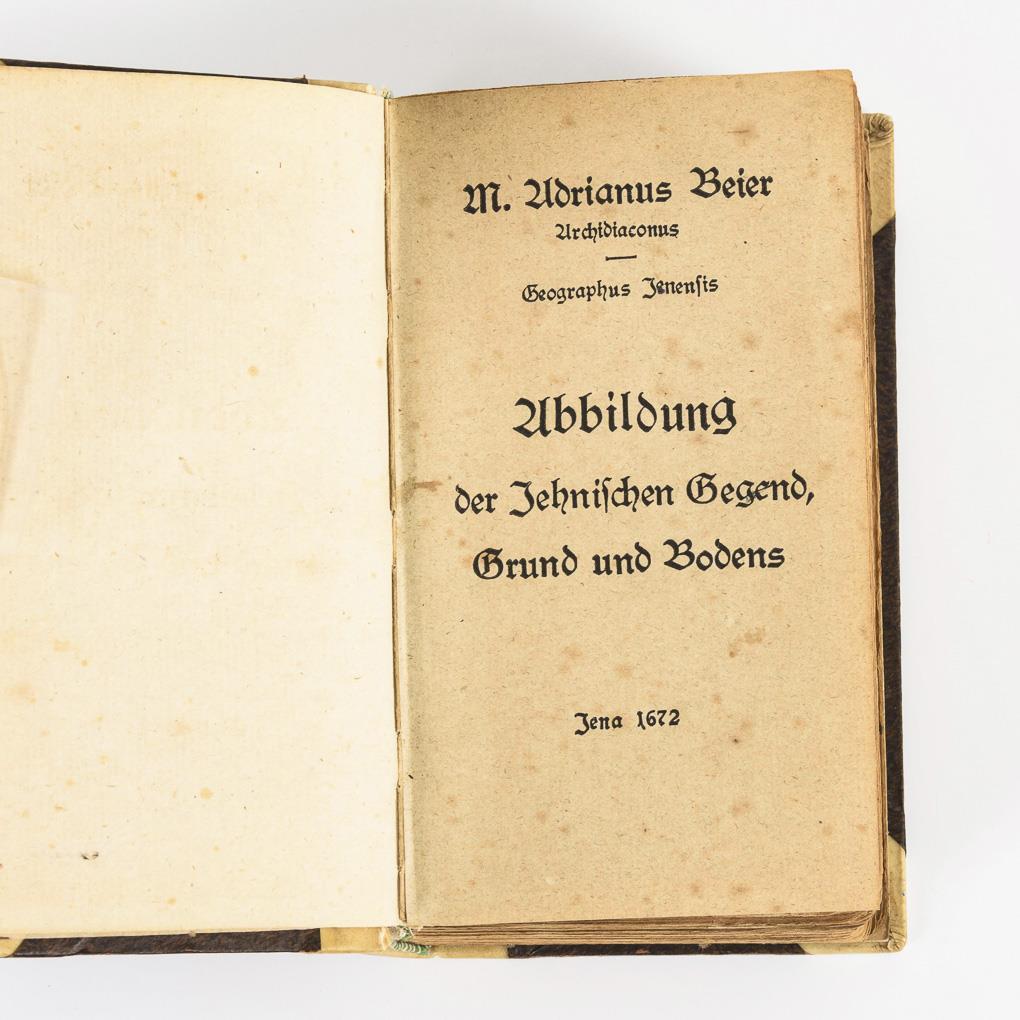 M. Adrianus Beier
Archidiaconus
Geographus Jenenſis
Abbildung
der Jehniſchen Gegend,
Grund und Bodens
Jena 1672